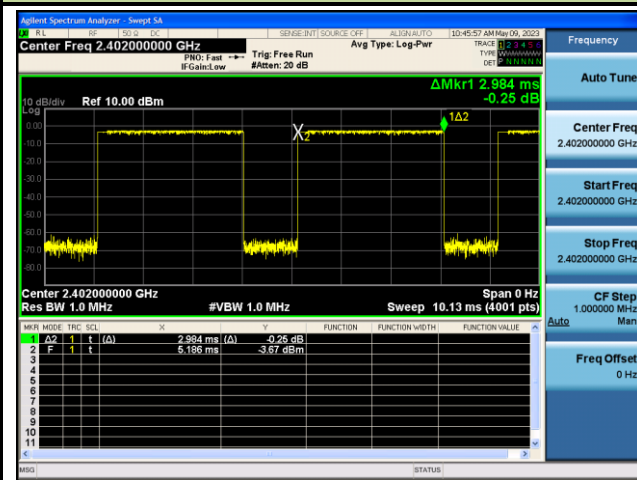 Agilent Spectrum Analyzer - Swept SA
RL RF 50 Ω DC SENSE:INT SOURCE OFF ALIGN AUTO 10:45:57 AM May 09, 2023
Center Freq 2.402000000 GHz
PNO: Fast
IFGain:Low
Trig: Free Run
#Atten: 20 dB
Avg Type: Log-Pwr
TRACE 1 2 3 4 5 6
TYPE
DET P N N N N N
ΔMkr1 2.984 ms
-0.25 dB
10 dB/div Ref 10.00 dBm
Log
0.00
-10.0
-20.0
-30.0
-40.0
-50.0
-60.0
-70.0
-80.0
X2
1Δ2
Center 2.402000000 GHz Span 0 Hz
Res BW 1.0 MHz #VBW 1.0 MHz Sweep 10.13 ms (4001 pts)
MKR MODE TRC SCL X Y FUNCTION FUNCTION WIDTH FUNCTION VALUE
1 Δ2 1 t (Δ) 2.984 ms (Δ) -0.25 dB
2 F 1 t 5.186 ms -3.67 dBm
3
4
5
6
7
8
9
10
11
MSG STATUS
Frequency
Auto Tune
Center Freq
2.402000000 GHz
Start Freq
2.402000000 GHz
Stop Freq
2.402000000 GHz
CF Step
1.000000 MHz
Auto Man
Freq Offset
0 Hz